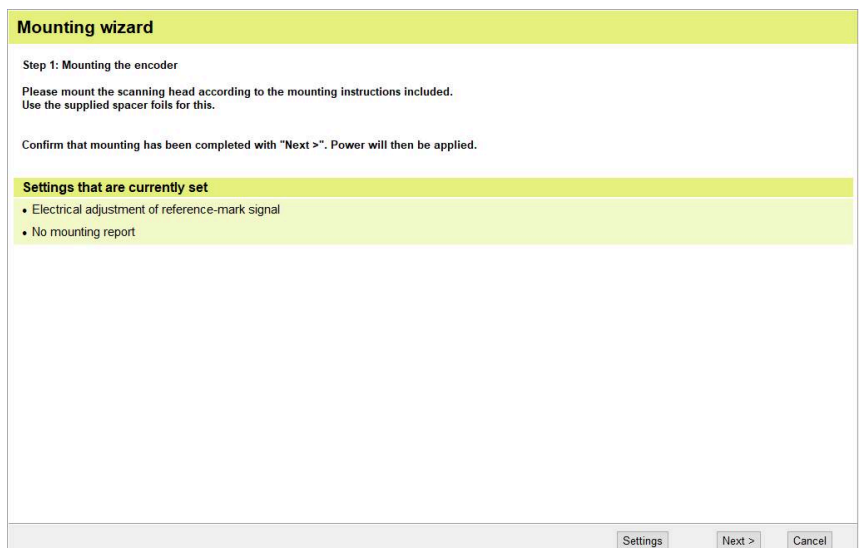 Mounting wizard
Step 1: Mounting the encoder
Please mount the scanning head according to the mounting instructions included.
Use the supplied spacer foils for this.
Confirm that mounting has been completed with "Next >". Power will then be applied.
Settings that are currently set
• Electrical adjustment of reference-mark signal
• No mounting report
Settings Next > Cancel